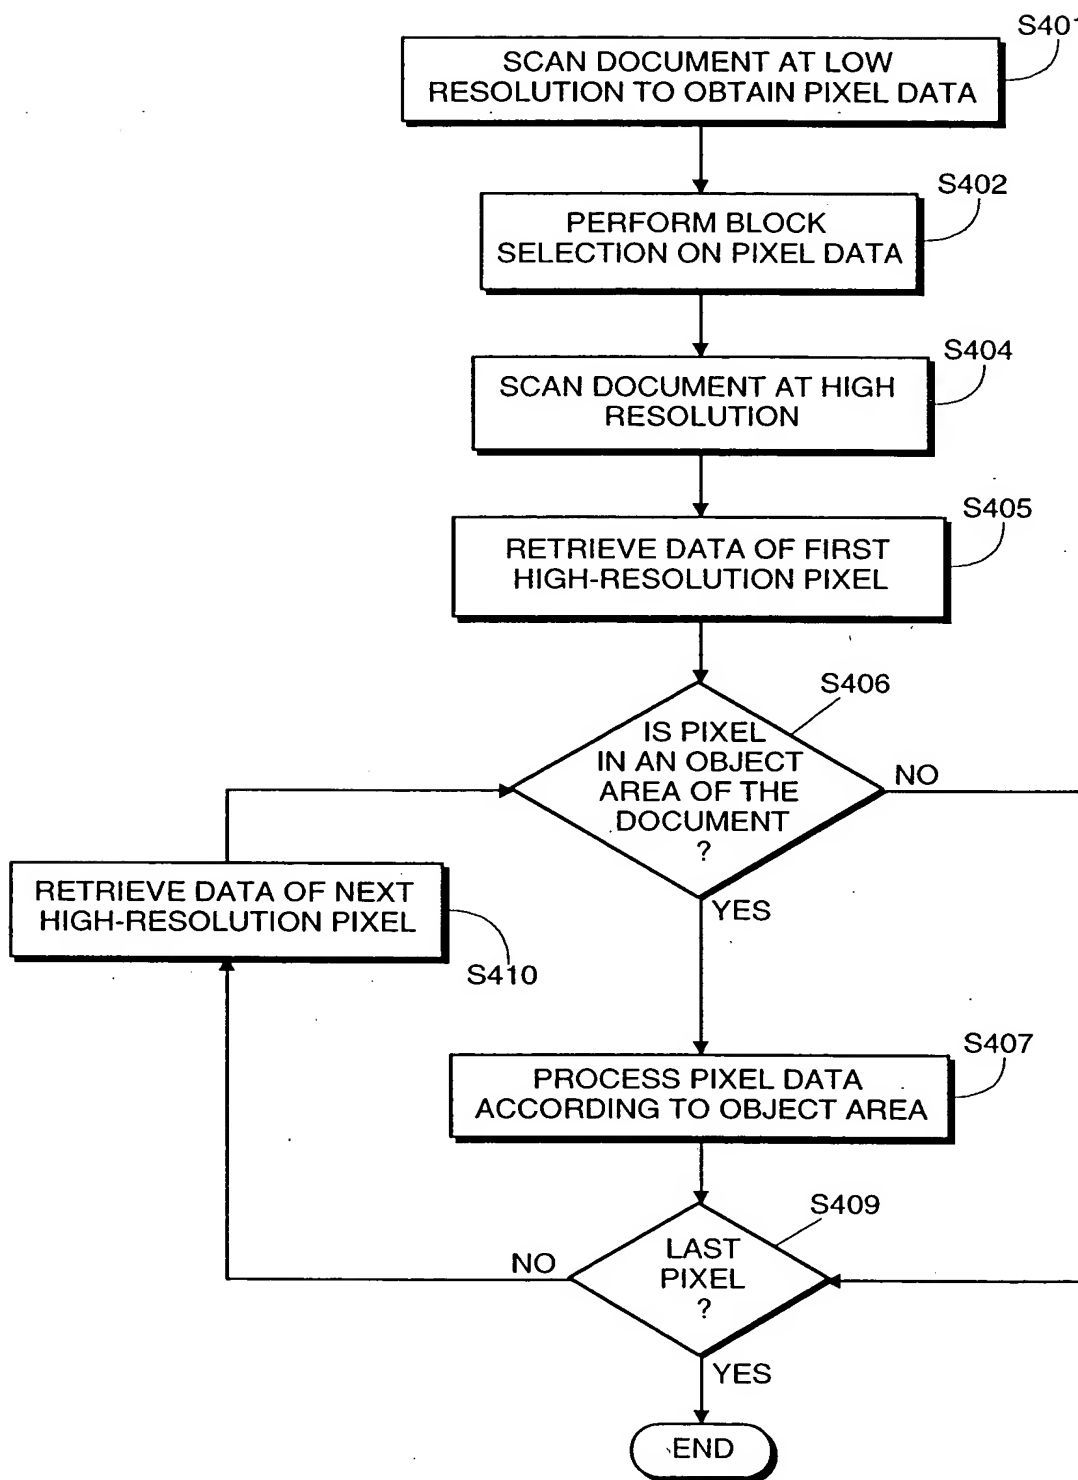 S401
SCAN DOCUMENT AT LOW
RESOLUTION TO OBTAIN PIXEL DATA
S402
PERFORM BLOCK
SELECTION ON PIXEL DATA
S404
SCAN DOCUMENT AT HIGH
RESOLUTION
S405
RETRIEVE DATA OF FIRST
HIGH-RESOLUTION PIXEL
S406
IS PIXEL
IN AN OBJECT
AREA OF THE
DOCUMENT
?
NO
YES
RETRIEVE DATA OF NEXT
HIGH-RESOLUTION PIXEL
S410
S407
PROCESS PIXEL DATA
ACCORDING TO OBJECT AREA
S409
LAST
PIXEL
?
NO
YES
END